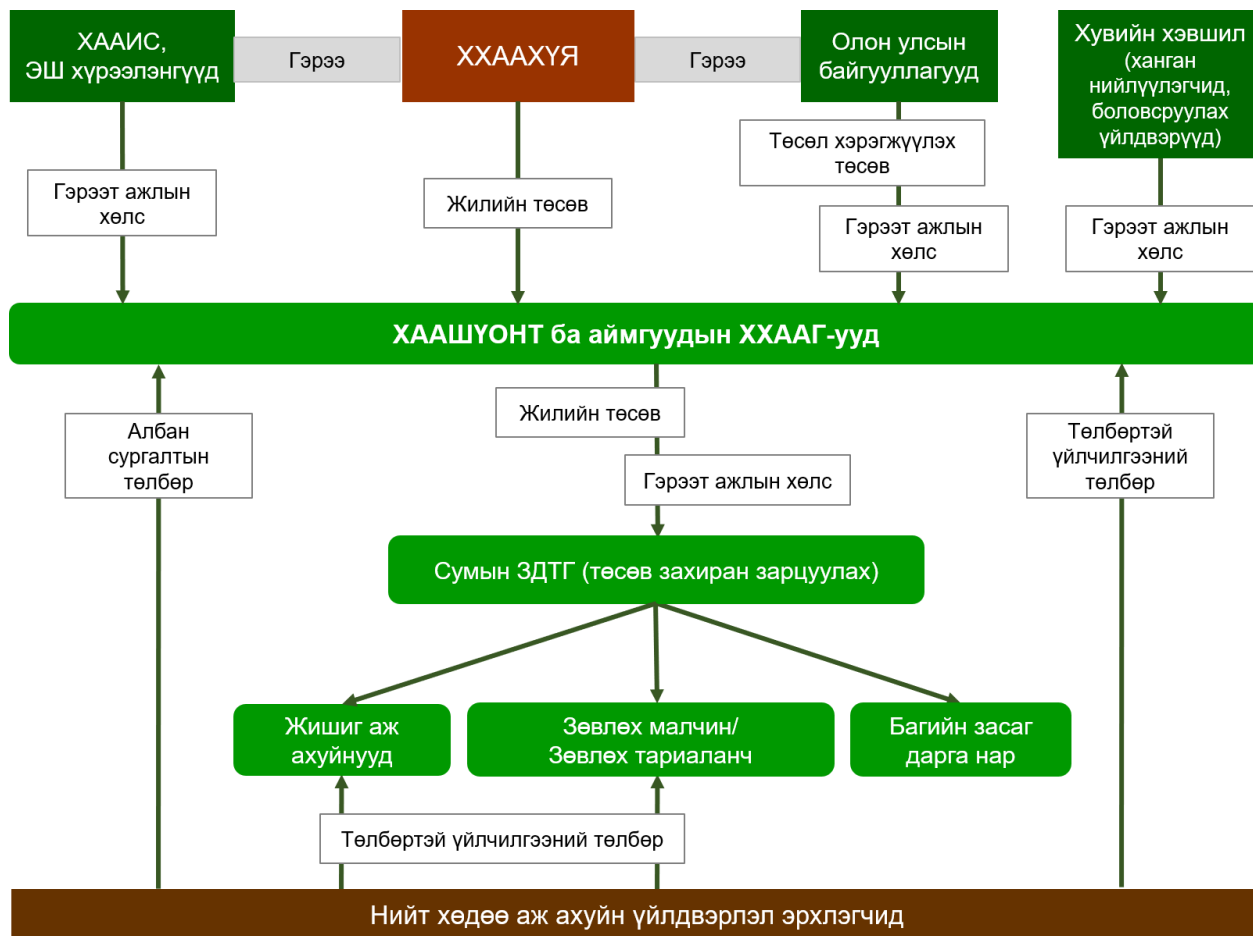 ХААИС,
ЭШ хүрээлэнгүүд
Гэрээ
ХХААХҮЯ
Гэрээ
Олон улсын
байгууллагууд
Хувийн хэвшил
(ханган
нийлүүлэгчид,
боловсруулах
үйлдвэрүүд)
Гэрээт ажлын
хөлс
Жилийн төсөв
Төсөл хэрэгжүүлэх
төсөв
Гэрээт ажлын
хөлс
Гэрээт ажлын
хөлс
ХААШҮОНТ ба аймгуудын ХХААГ-ууд
Албан
сургалтын
төлбөр
Жилийн төсөв
Гэрээт ажлын хөлс
Төлбөртэй
үйлчилгээний
төлбөр
Сумын ЗДТГ (төсөв захиран зарцуулах)
Жишиг аж
ахуйнууд
Зөвлөх малчин/
Зөвлөх тариаланч
Багийн засаг
дарга нар
Төлбөртэй үйлчилгээний төлбөр
Нийт хөдөө аж ахуйн үйлдвэрлэл эрхлэгчид